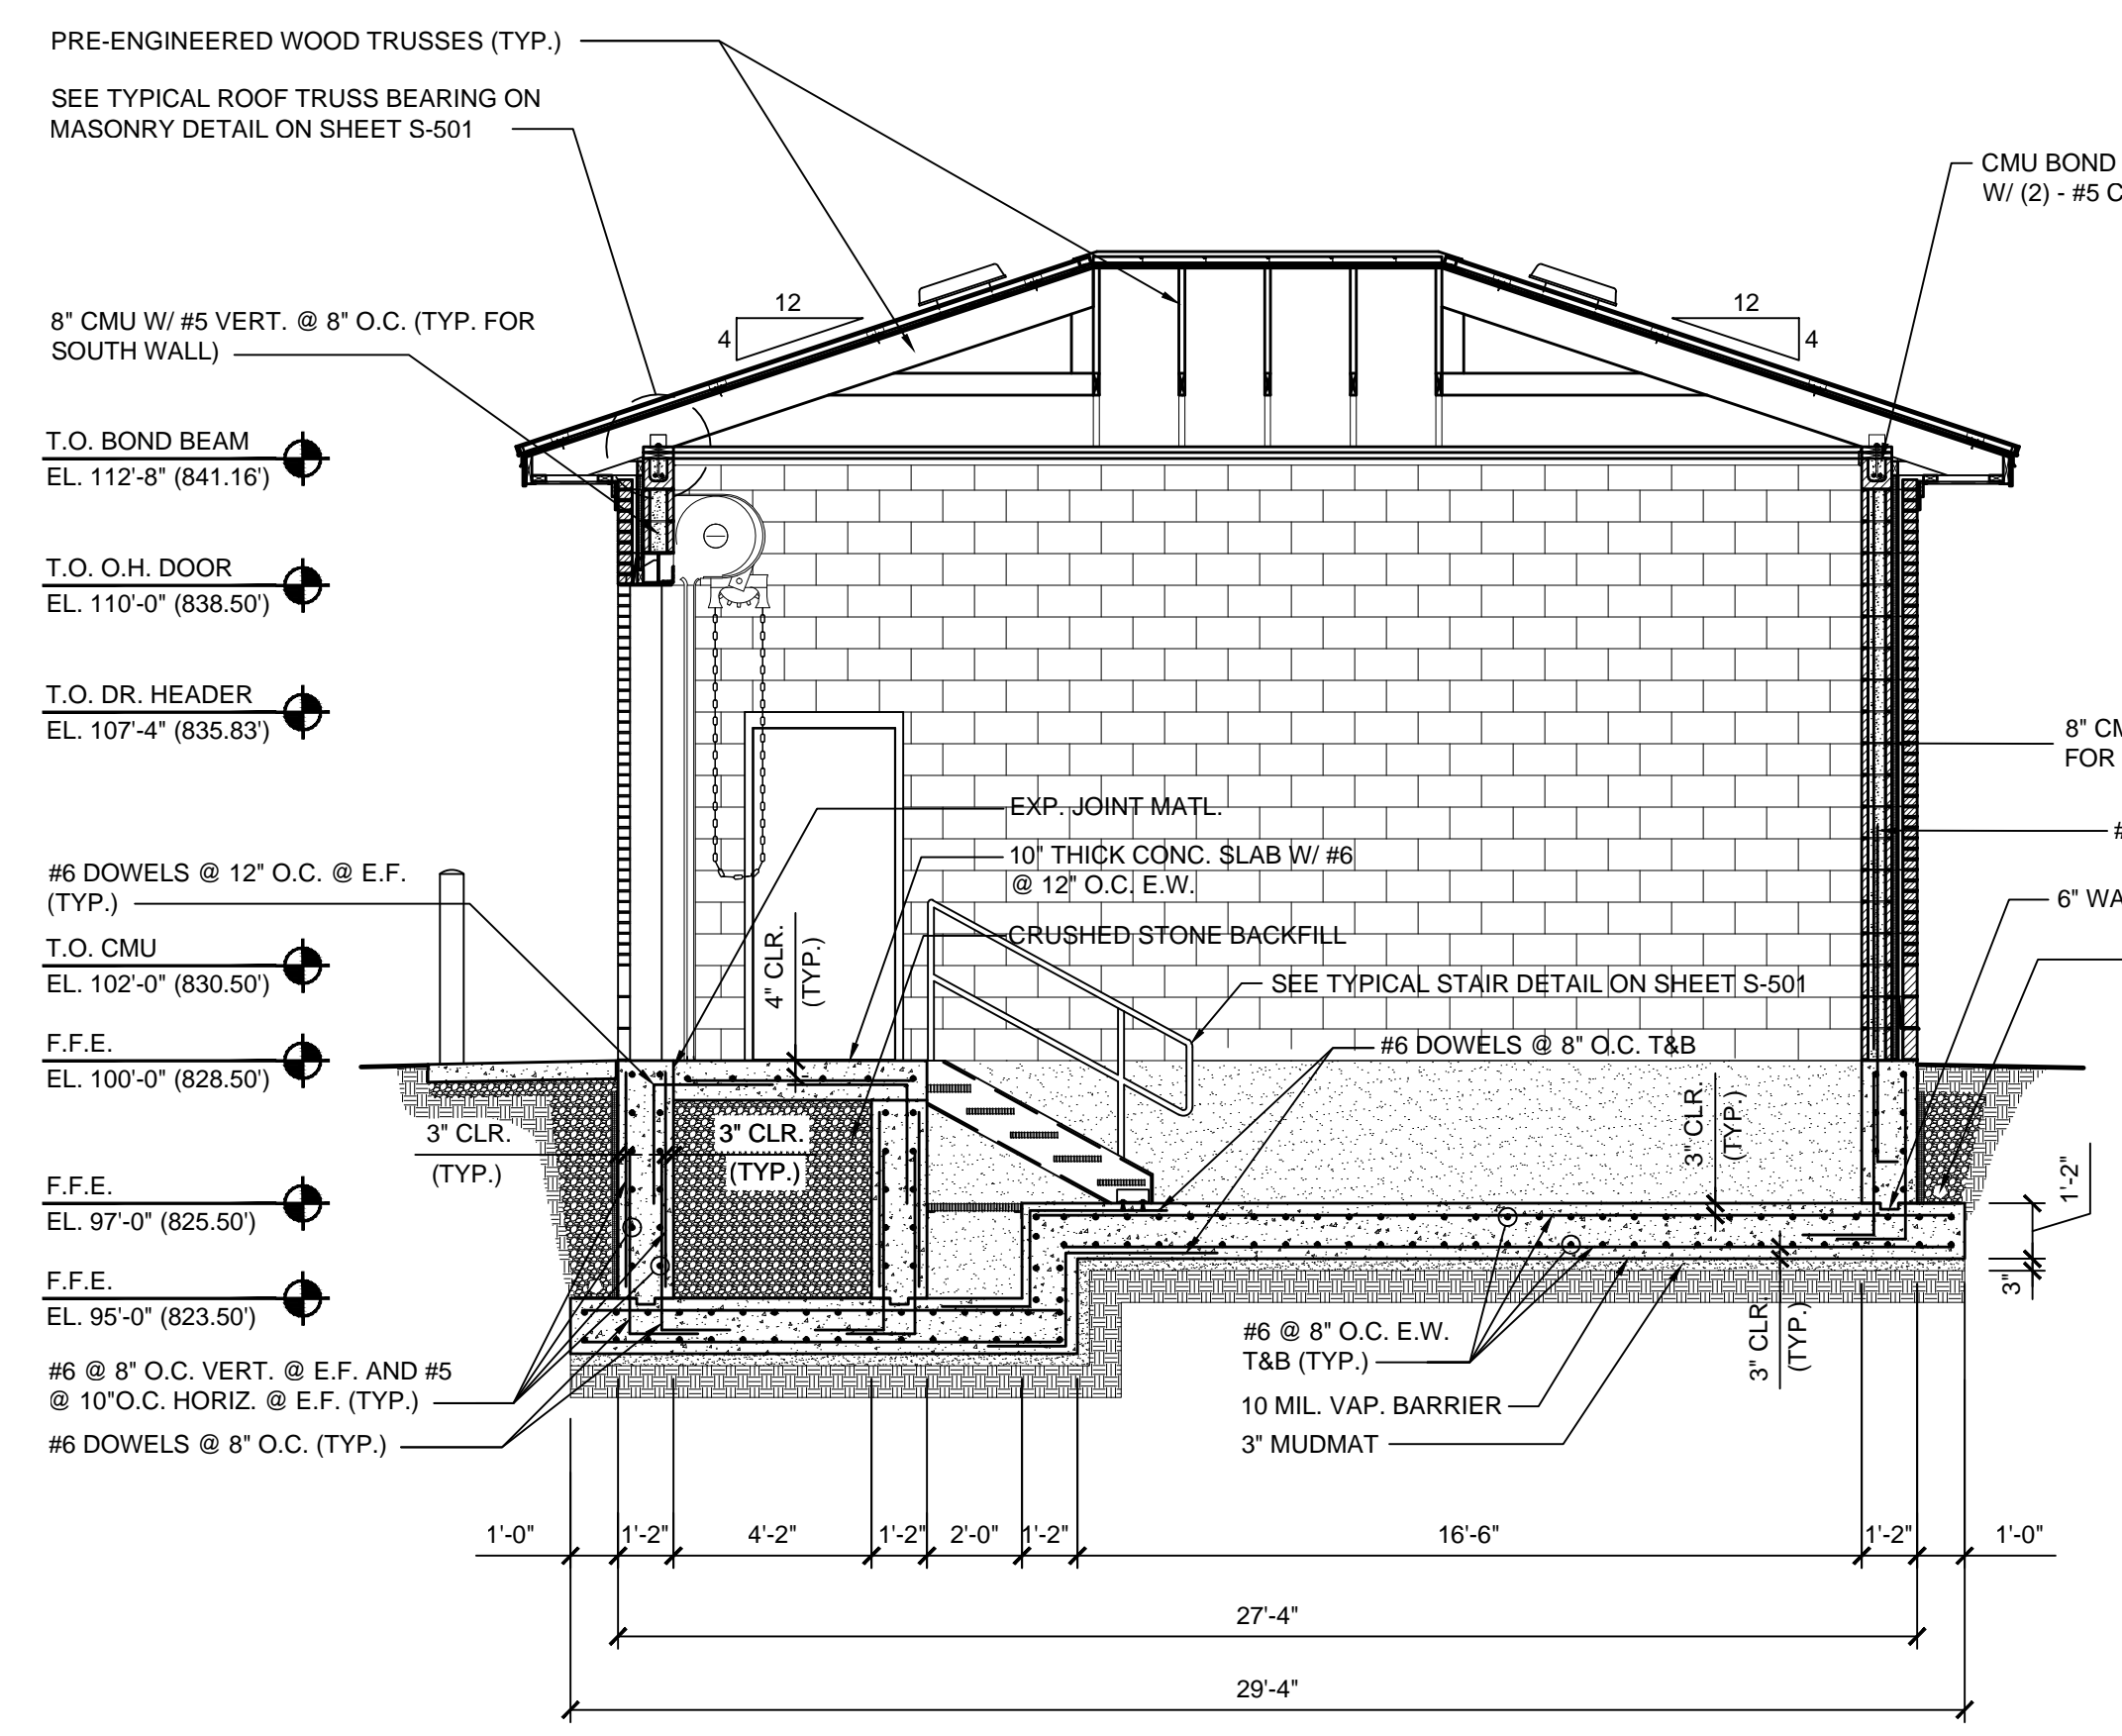 PRE-ENGINEERED WOOD TRUSSES (TYP.)
SEE TYPICAL ROOF TRUSS BEARING ON
MASONRY DETAIL ON SHEET S-501
CMU BOND
W/ (2) - #5 C
12
4
12
4
8" CMU W/ #5 VERT. @ 8" O.C. (TYP. FOR
SOUTH WALL)
T.O. BOND BEAM
EL. 112'-8" (841.16')
T.O. O.H. DOOR
EL. 110'-0" (838.50')
T.O. DR. HEADER
EL. 107'-4" (835.83')
8" CM
FOR
#
6" WA
EXP. JOINT MATL.
10" THICK CONC. SLAB W/ #6
@ 12" O.C. E.W.
CRUSHED STONE BACKFILL
SEE TYPICAL STAIR DETAIL ON SHEET S-501
#6 DOWELS @ 8" O.C. T&B
#6 DOWELS @ 12" O.C. @ E.F.
(TYP.)
4" CLR.
(TYP.)
T.O. CMU
EL. 102'-0" (830.50')
F.F.E.
EL. 100'-0" (828.50')
3" CLR.
(TYP.)
3" CLR.
(TYP.)
3" CLR.
(TYP.)
1'-2"
3"
F.F.E.
EL. 97'-0" (825.50')
F.F.E.
EL. 95'-0" (823.50')
#6 @ 8" O.C. VERT. @ E.F. AND #5
@ 10"O.C. HORIZ. @ E.F. (TYP.)
#6 DOWELS @ 8" O.C. (TYP.)
#6 @ 8" O.C. E.W.
T&B (TYP.)
10 MIL. VAP. BARRIER
3" MUDMAT
3" CLR.
(TYP.)
1'-0" 1'-2" 4'-2" 1'-2" 2'-0" 1'-2" 16'-6" 1'-2" 1'-0"
27'-4"
29'-4"